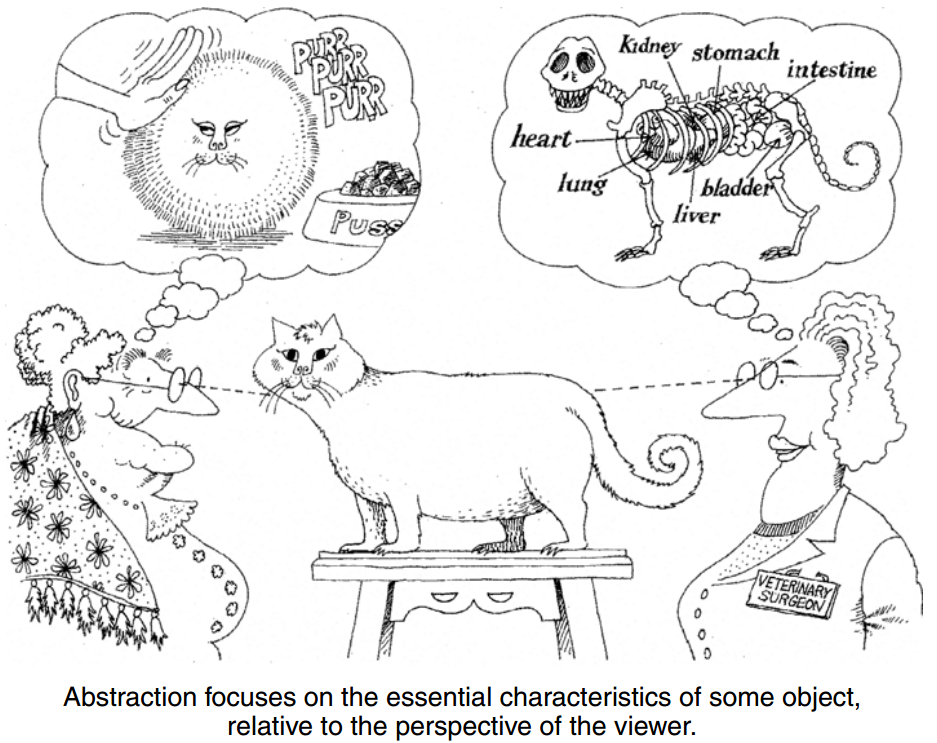 PURR
PURR
PURR
PUSS
Kidney
stomach
intestine
heart
lung
bladder
liver
VETERINARY
SURGEON
Abstraction focuses on the essential characteristics of some object,
relative to the perspective of the viewer.